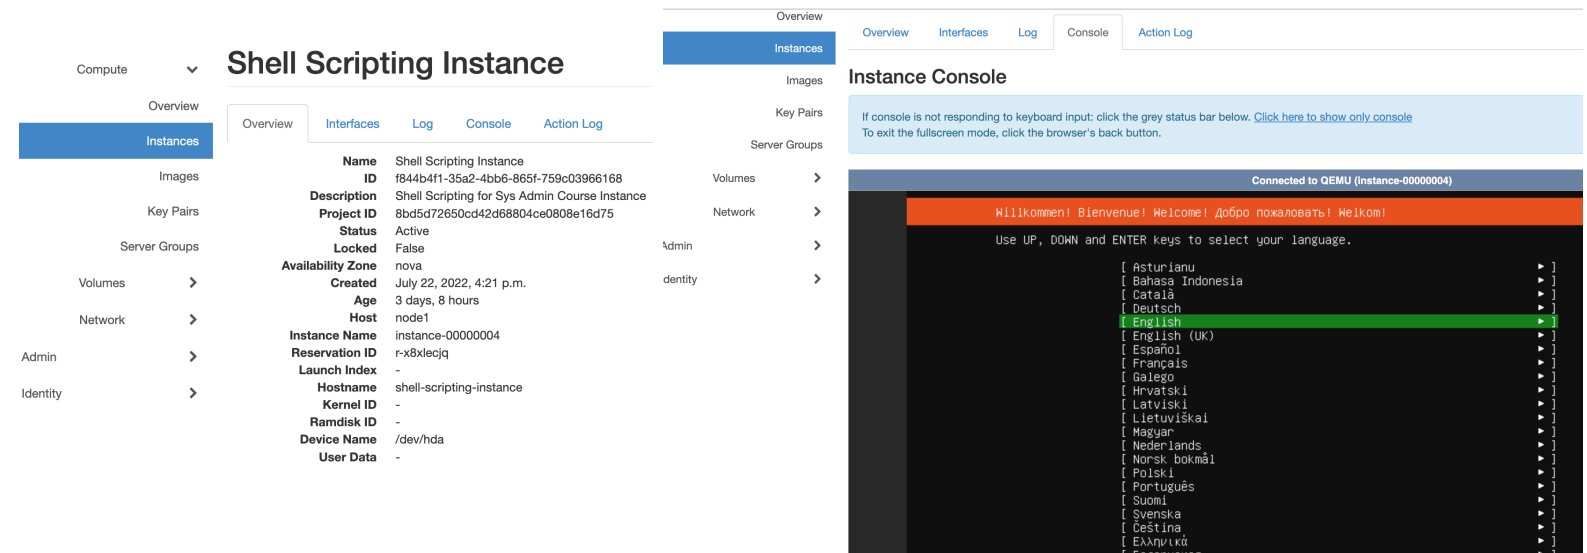 Compute
Overview
Instances
Images
Key Pairs
Server Groups
Volumes
Network
Admin
Identity
Shell Scripting Instance
Overview Interfaces Log Console Action Log
Name Shell Scripting Instance
ID f844b4f1-35a2-4bb6-865f-759c03966168
Description Shell Scripting for Sys Admin Course Instance
Project ID 8bd5d72650cd42d68804ce0808e16d75
Status Active
Locked False
Availability Zone nova
Created July 22, 2022, 4:21 p.m.
Age 3 days, 8 hours
Host node1
Instance Name instance-00000004
Reservation ID r-x8xlecjq
Launch Index -
Hostname shell-scripting-instance
Kernel ID -
Ramdisk ID -
Device Name /dev/hda
User Data -
Overview
Instances
Images
Key Pairs
Server Groups
Volumes
Network
Admin
dentity
Overview Interfaces Log Console Action Log
Instance Console
If console is not responding to keyboard input: click the grey status bar below. Click here to show only console
To exit the fullscreen mode, click the browser's back button.
Connected to QEMU (instance-00000004)
Willkommen! Bienvenue! Welcome! Добро пожаловать! Welkom!
Use UP, DOWN and ENTER keys to select your language.
[ Asturianu ► ]
[ Bahasa Indonesia ► ]
[ Català ► ]
[ Deutsch ► ]
[ English ► ]
[ English (UK) ► ]
[ Español ► ]
[ Français ► ]
[ Galego ► ]
[ Hrvatski ► ]
[ Latviski ► ]
[ Lietuviškai ► ]
[ Magyar ► ]
[ Nederlands ► ]
[ Norsk bokmål ► ]
[ Polski ► ]
[ Português ► ]
[ Suomi ► ]
[ Svenska ► ]
[ Čeština ► ]
[ Ελληνικά ► ]